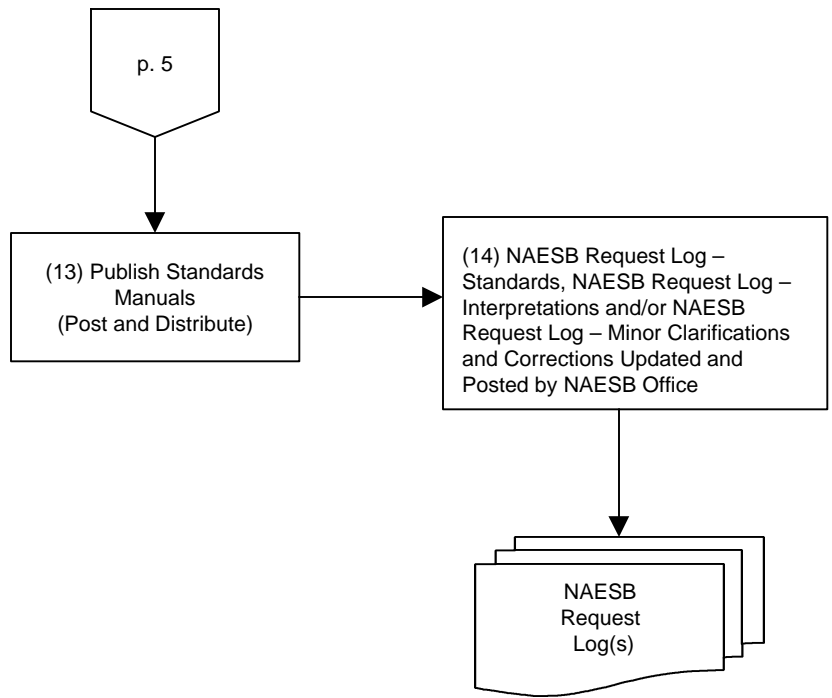 p. 5
(13) Publish Standards
Manuals
(Post and Distribute)
(14) NAESB Request Log –
Standards, NAESB Request Log –
Interpretations and/or NAESB
Request Log – Minor Clarifications
and Corrections Updated and
Posted by NAESB Office
NAESB
Request
Log(s)